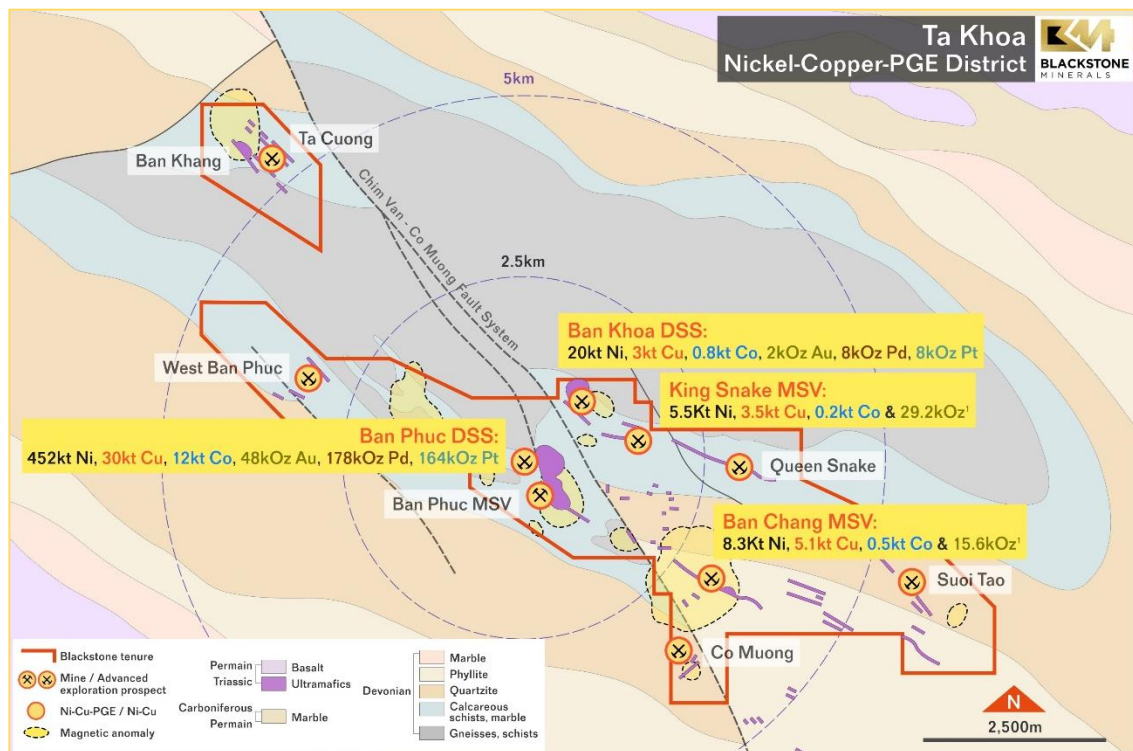 Ta Khoa
Nickel-Copper-PGE District
BLACKSTONE
MINERALS
5km
Ta Cuong
Ban Khang
Chim Van - Co Muong Fault System
2.5km
Ban Khoa DSS:
20kt Ni, 3kt Cu, 0.8kt Co, 2kOz Au, 8kOz Pd, 8kOz Pt
West Ban Phuc
King Snake MSV:
5.5Kt Ni, 3.5kt Cu, 0.2kt Co & 29.2kOz¹
Ban Phuc DSS:
452kt Ni, 30kt Cu, 12kt Co, 48kOz Au, 178kOz Pd, 164kOz Pt
Queen Snake
Ban Phuc MSV
Ban Chang MSV:
8.3Kt Ni, 5.1kt Cu, 0.5kt Co & 15.6kOz¹
Suoi Tao
Co Muong
Blackstone tenure
Mine / Advanced
exploration prospect
Ni-Cu-PGE / Ni-Cu
Magnetic anomaly
Permain
Triassic
Basalt
Ultramafics
Carboniferous
Permain
Marble
Devonian
Marble
Phyllite
Quartzite
Calcareous
schists, marble
Gneisses, schists
N
2,500m